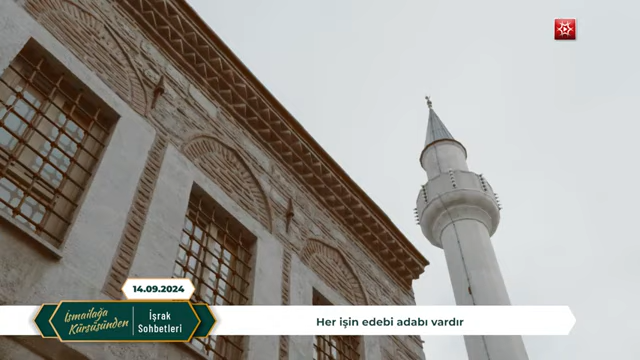 14.09.2024
İsmailağa
Kürsüsünden
İşrak
Sohbetleri
Her işin edebi adabı vardır